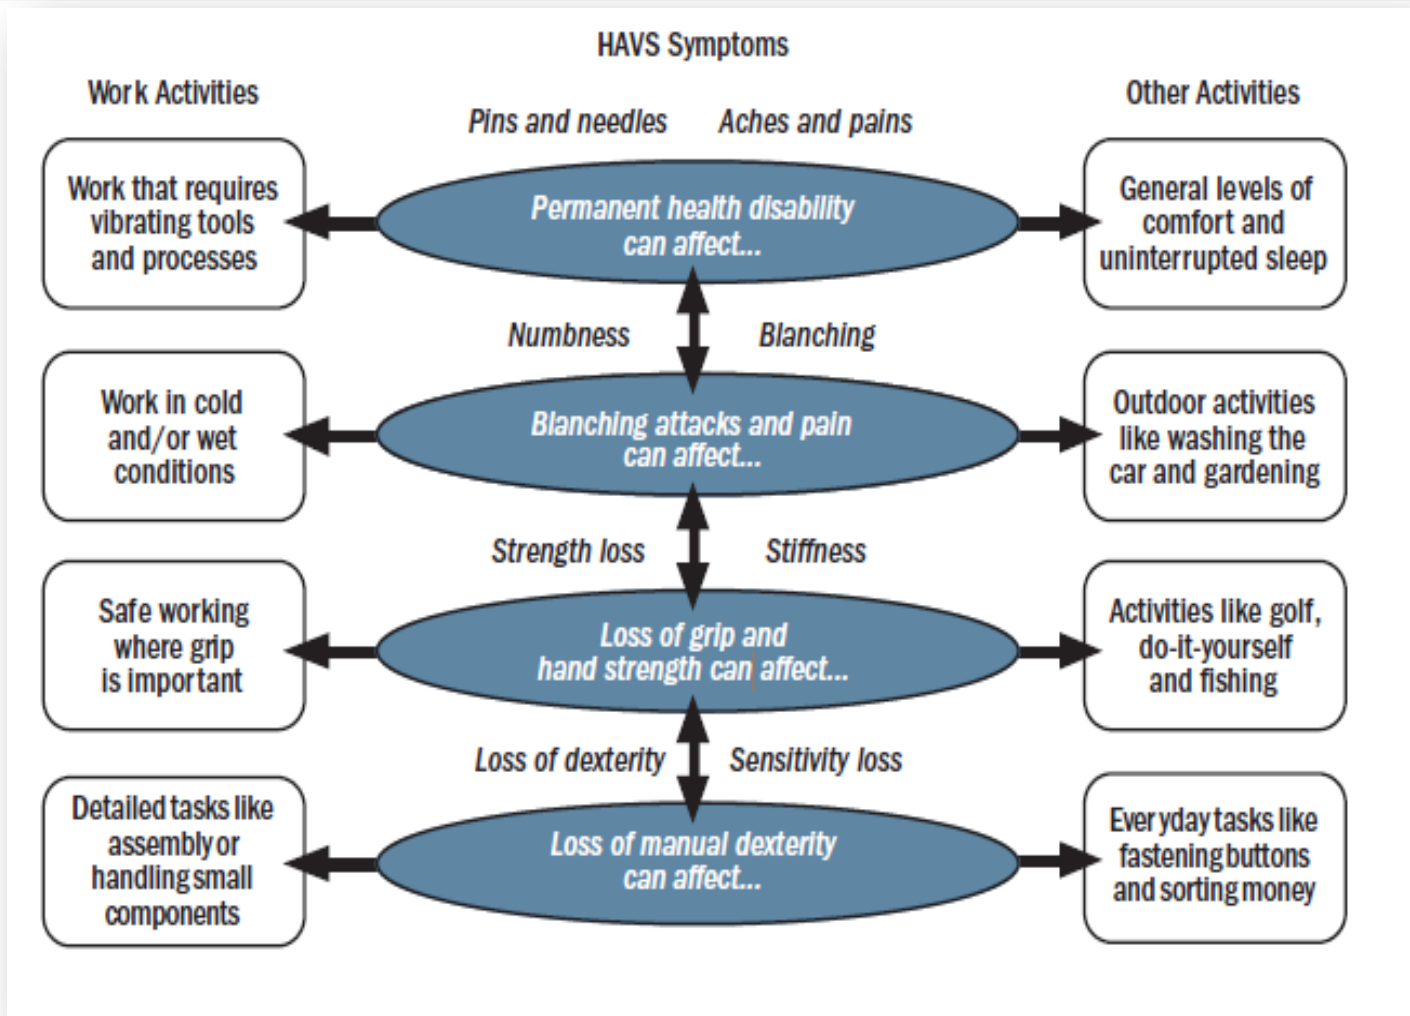 HAVS Symptoms
Work Activities
Other Activities
Pins and needles
Aches and pains
Work that requires
vibrating tools
and processes
Permanent health disability
can affect...
General levels of
comfort and
uninterrupted sleep
Numbness
Blanching
Work in cold
and/or wet
conditions
Blanching attacks and pain
can affect...
Outdoor activities
like washing the
car and gardening
Strength loss
Stiffness
Safe working
where grip
is important
Loss of grip and
hand strength can affect...
Activities like golf,
do-it-yourself
and fishing
Loss of dexterity
Sensitivity loss
Detailed tasks like
assembly or
handling small
components
Loss of manual dexterity
can affect...
Everyday tasks like
fastening buttons
and sorting money